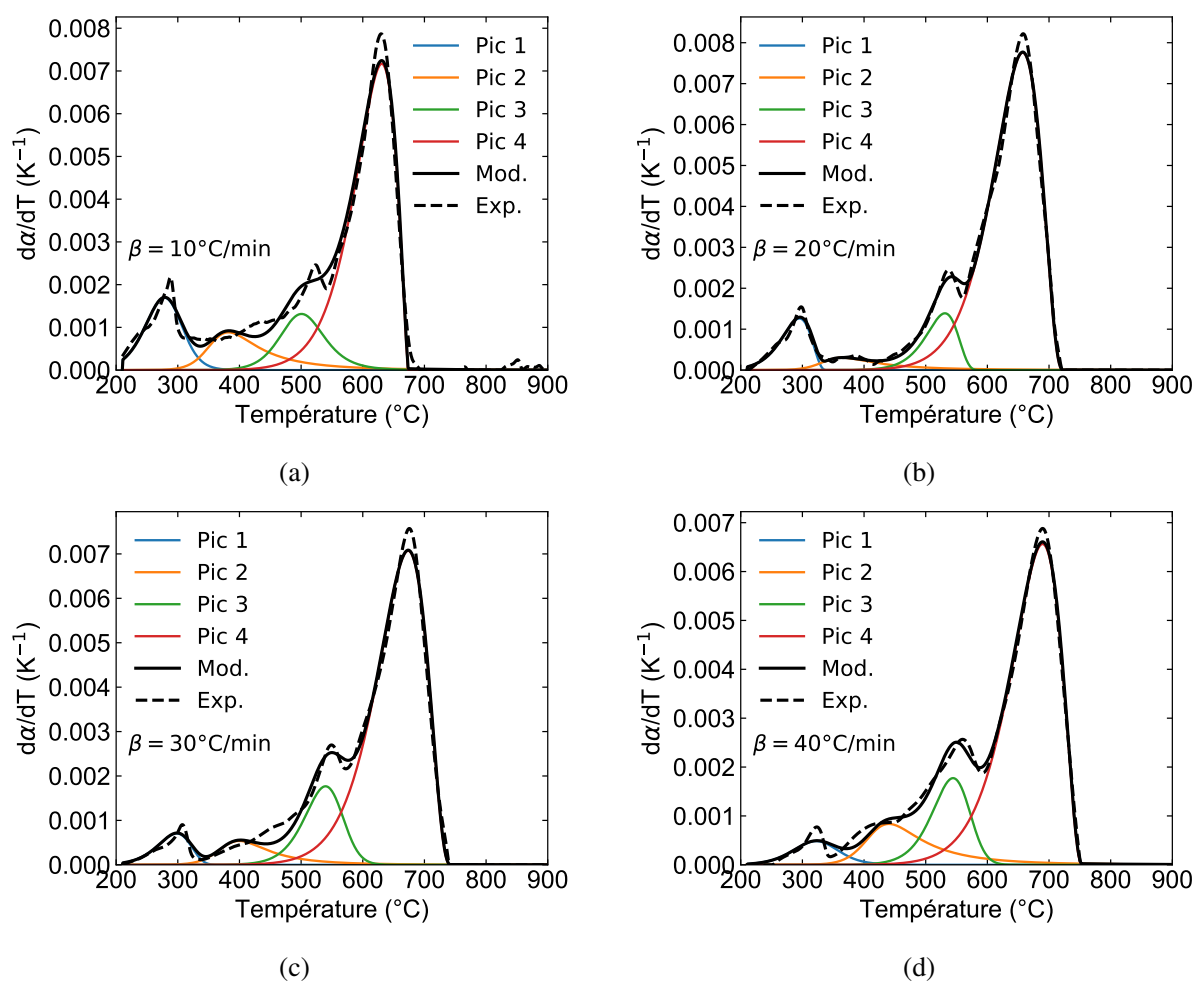 0.008
0.007
0.006
0.005
0.004
0.003
0.002
0.001
0.000
dα/dT (K⁻¹)
Pic 1
Pic 2
Pic 3
Pic 4
Mod.
Exp.
β = 10°C/min
200 300 400 500 600 700 800 900
Température (°C)
(a)
0.008
0.007
0.006
0.005
0.004
0.003
0.002
0.001
0.000
dα/dT (K⁻¹)
Pic 1
Pic 2
Pic 3
Pic 4
Mod.
Exp.
β = 20°C/min
200 300 400 500 600 700 800 900
Température (°C)
(b)
0.007
0.006
0.005
0.004
0.003
0.002
0.001
0.000
dα/dT (K⁻¹)
Pic 1
Pic 2
Pic 3
Pic 4
Mod.
Exp.
β = 30°C/min
200 300 400 500 600 700 800 900
Température (°C)
(c)
0.007
0.006
0.005
0.004
0.003
0.002
0.001
0.000
dα/dT (K⁻¹)
Pic 1
Pic 2
Pic 3
Pic 4
Mod.
Exp.
β = 40°C/min
200 300 400 500 600 700 800 900
Température (°C)
(d)